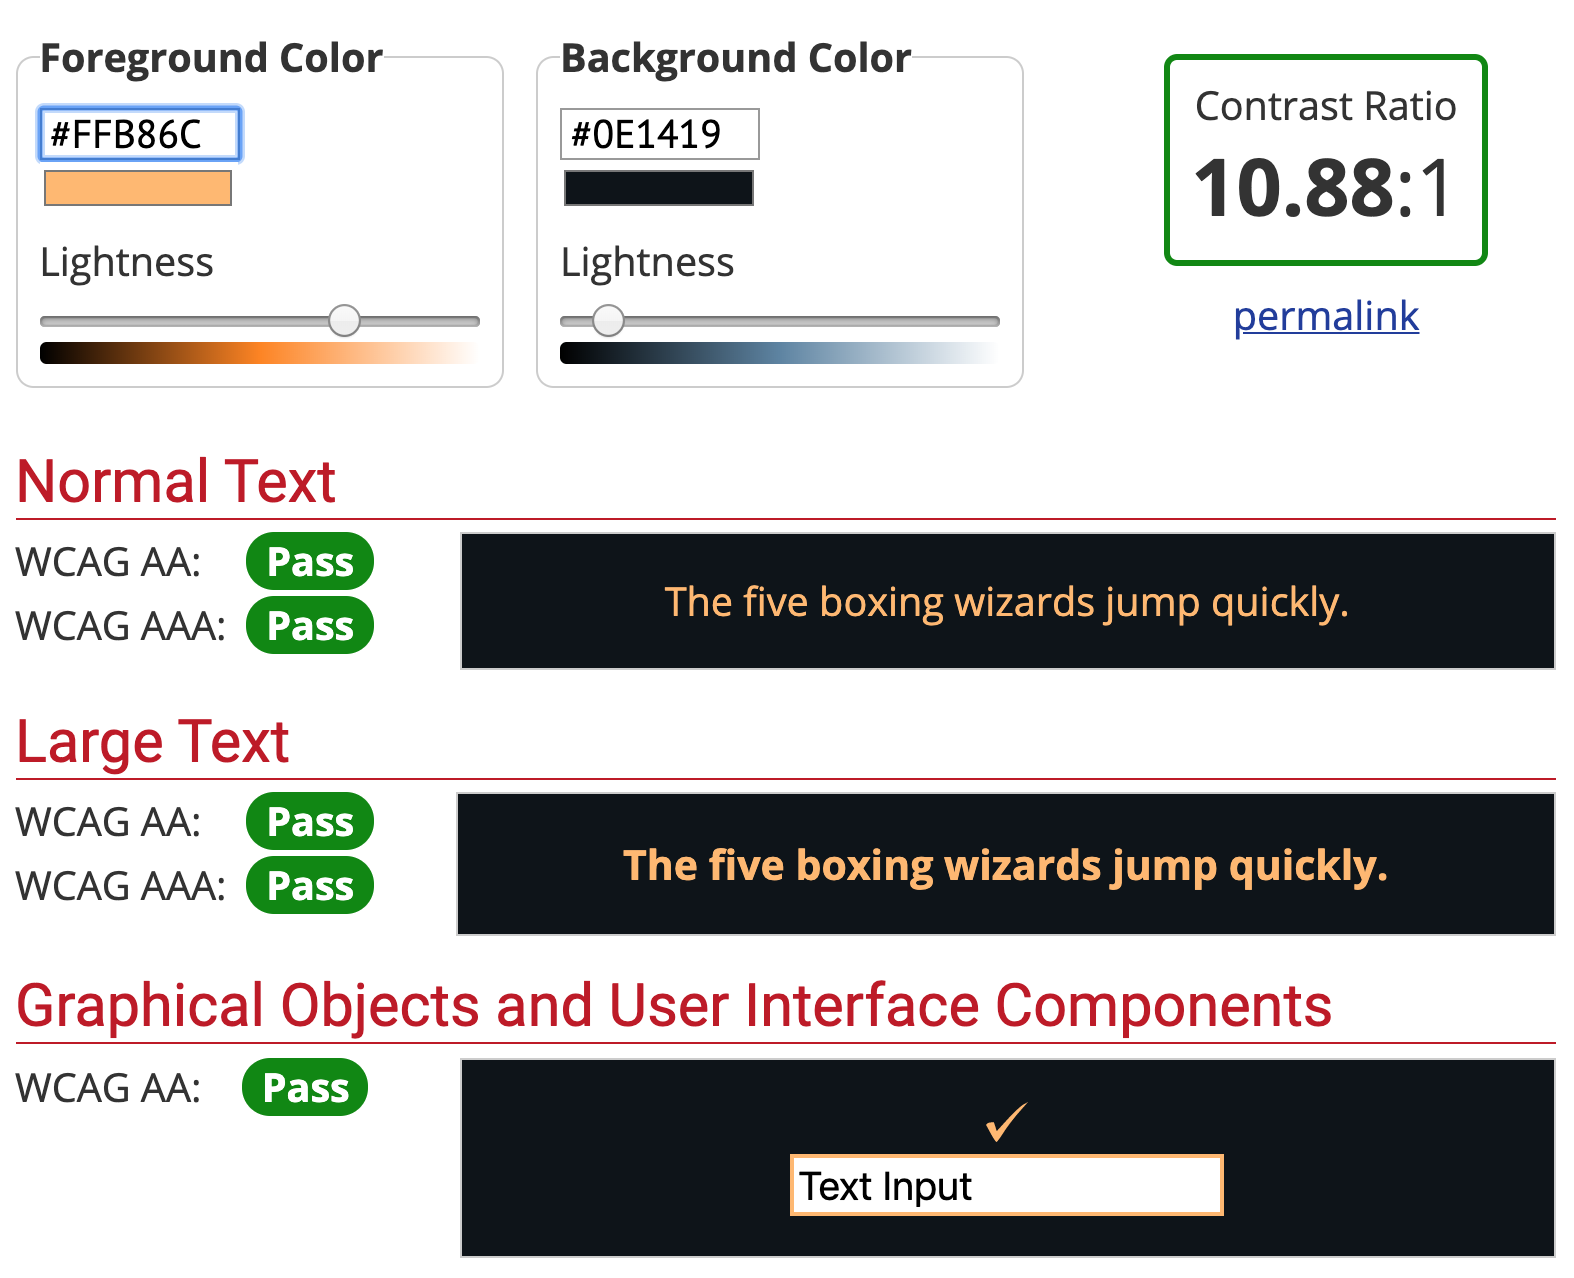 Foreground Color
#FFB86C
Lightness
Background Color
#0E1419
Lightness
Contrast Ratio
10.88:1
permalink
Normal Text
WCAG AA: Pass
WCAG AAA: Pass
The five boxing wizards jump quickly.
Large Text
WCAG AA: Pass
WCAG AAA: Pass
The five boxing wizards jump quickly.
Graphical Objects and User Interface Components
WCAG AA: Pass
✓
Text Input